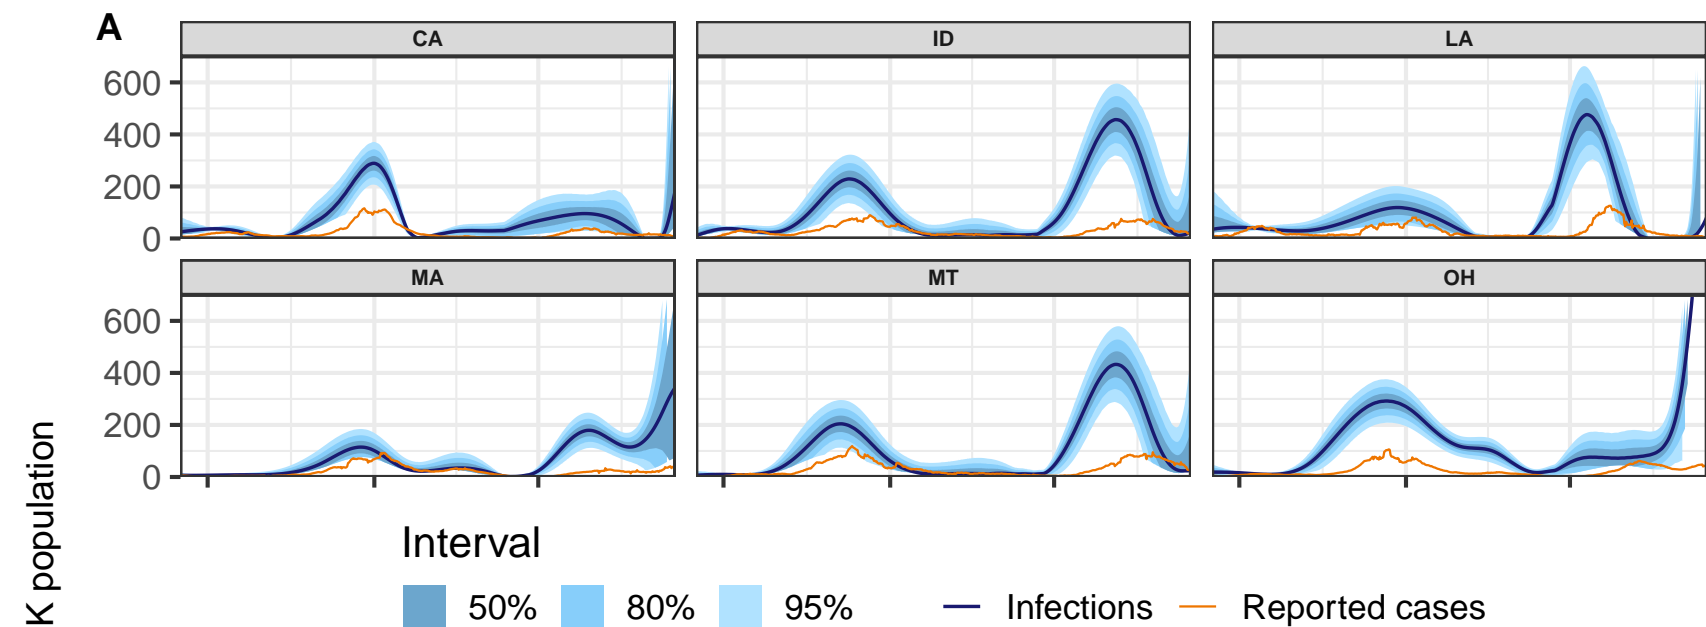 A
CA ID LA
600
400
200
0
MA MT OH
600
400
200
0
K population
Interval
50% 80% 95% Infections Reported cases